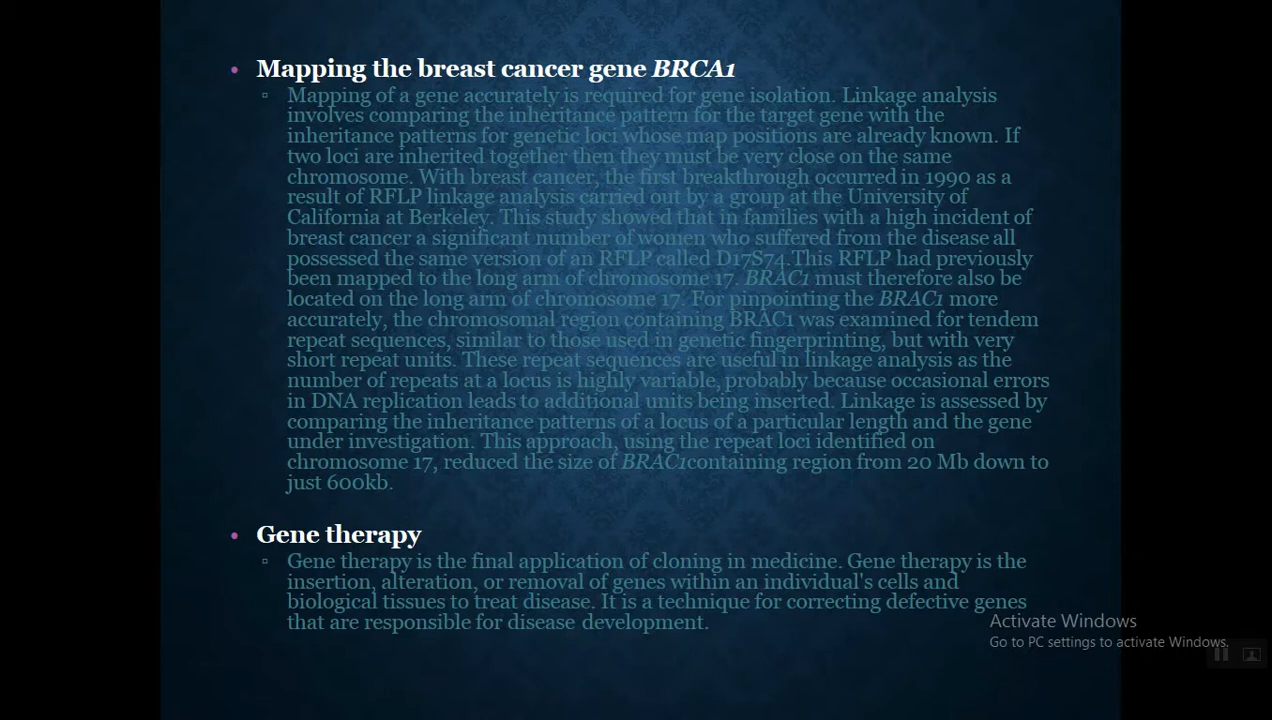 • Mapping the breast cancer gene BRCA1
▫ Mapping of a gene accurately is required for gene isolation. Linkage analysis
involves comparing the inheritance pattern for the target gene with the
inheritance patterns for genetic loci whose map positions are already known. If
two loci are inherited together then they must be very close on the same
chromosome. With breast cancer, the first breakthrough occurred in 1990 as a
result of RFLP linkage analysis carried out by a group at the University of
California at Berkeley. This study showed that in families with a high incident of
breast cancer a significant number of women who suffered from the disease all
possessed the same version of an RFLP called D17S74.This RFLP had previously
been mapped to the long arm of chromosome 17. BRAC1 must therefore also be
located on the long arm of chromosome 17. For pinpointing the BRAC1 more
accurately, the chromosomal region containing BRAC1 was examined for tendem
repeat sequences, similar to those used in genetic fingerprinting, but with very
short repeat units. These repeat sequences are useful in linkage analysis as the
number of repeats at a locus is highly variable, probably because occasional errors
in DNA replication leads to additional units being inserted. Linkage is assessed by
comparing the inheritance patterns of a locus of a particular length and the gene
under investigation. This approach, using the repeat loci identified on
chromosome 17, reduced the size of BRAC1containing region from 20 Mb down to
just 600kb.
• Gene therapy
▫ Gene therapy is the final application of cloning in medicine. Gene therapy is the
insertion, alteration, or removal of genes within an individual's cells and
biological tissues to treat disease. It is a technique for correcting defective genes
that are responsible for disease development.
Activate Windows
Go to PC settings to activate Windows.